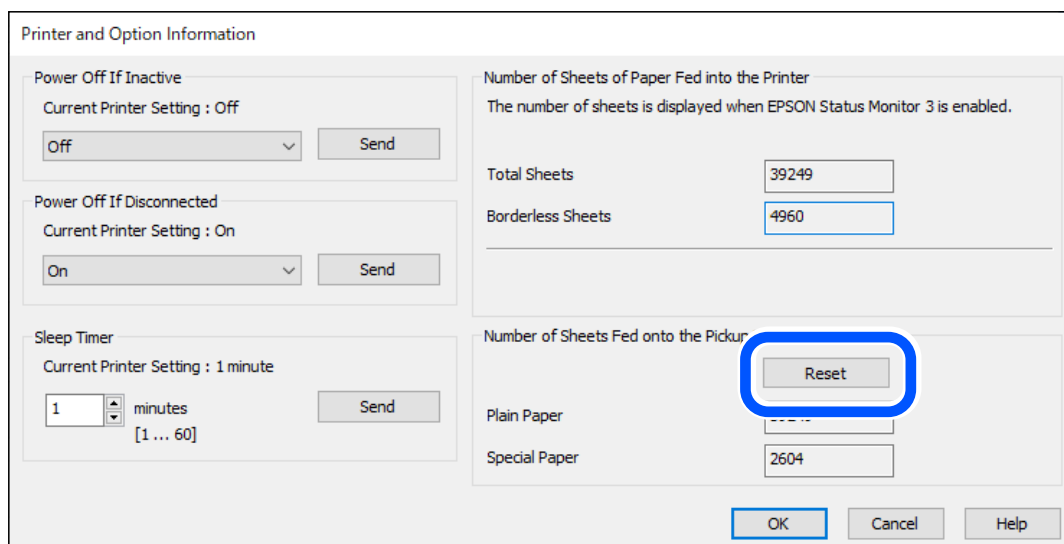 Printer and Option Information
Power Off If Inactive
Current Printer Setting : Off
Off
Send
Power Off If Disconnected
Current Printer Setting : On
On
Send
Sleep Timer
Current Printer Setting : 1 minute
1
minutes
Send
[1 ... 60]
Number of Sheets of Paper Fed into the Printer
The number of sheets is displayed when EPSON Status Monitor 3 is enabled.
Total Sheets
39249
Borderless Sheets
4960
Number of Sheets Fed onto the Pickup
Reset
Plain Paper
Special Paper
2604
OK
Cancel
Help